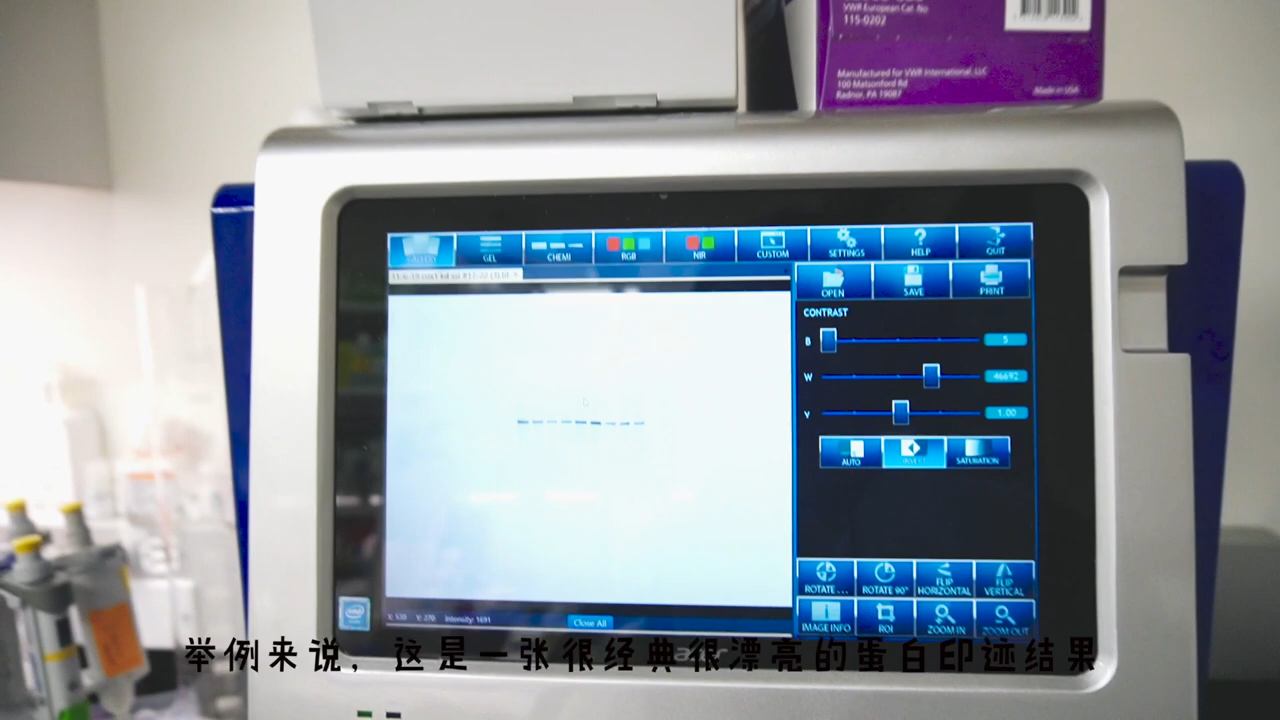 VWR European Cat. No
115-0202
Manufactured for VWR International, LLC
100 Matsonford Rd
Radnor, PA 19087
Made in USA
GEL
CHEMI
RGB
NIR
CUSTOM
SETTINGS
HELP
QUIT
OPEN
SAVE
PRINT
CONTRAST
B
5
W
46692
γ
1.00
AUTO
INVERT
SATURATION
ROTATE ...
ROTATE 90°
FLIP HORIZONTAL
FLIP VERTICAL
IMAGE INFO
ROI
ZOOM IN
ZOOM OUT
X: 538 Y: 270 Intensity: 1691
Close All
intel
举例来说，这是一张很经典很漂亮的蛋白印迹结果